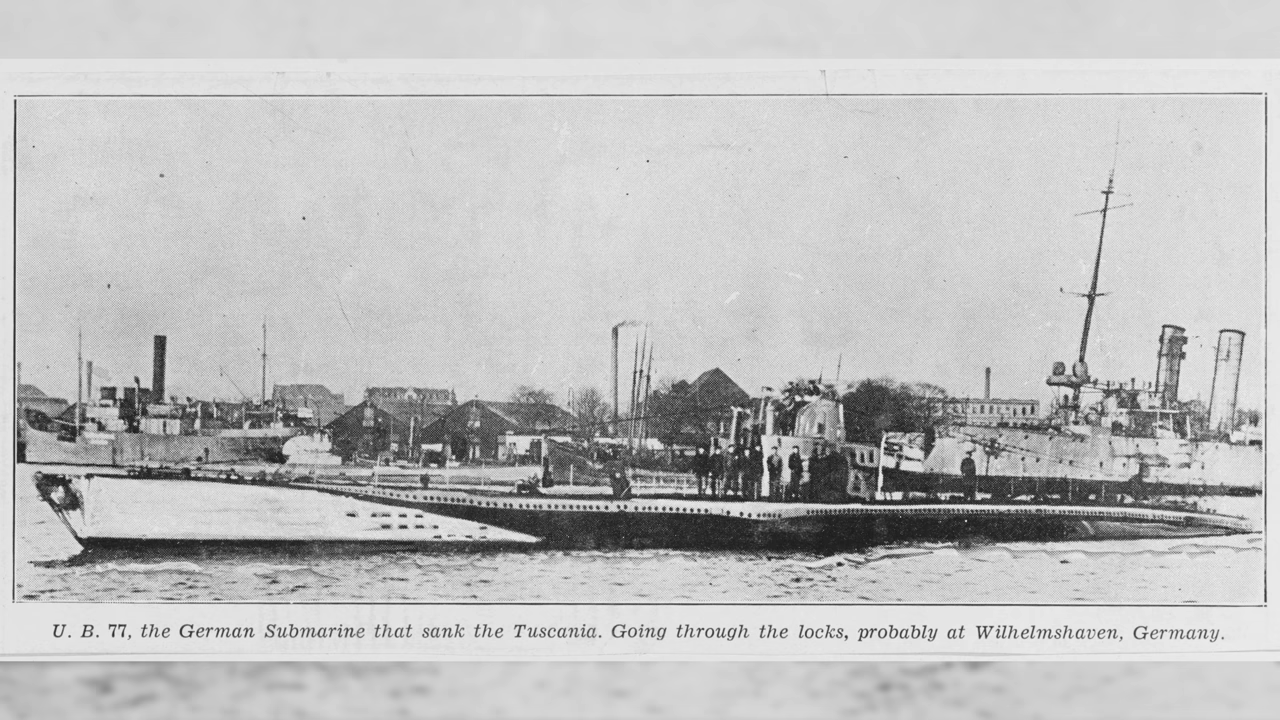 U. B. 77, the German Submarine that sank the Tuscania. Going through the locks, probably at Wilhelmshaven, Germany.